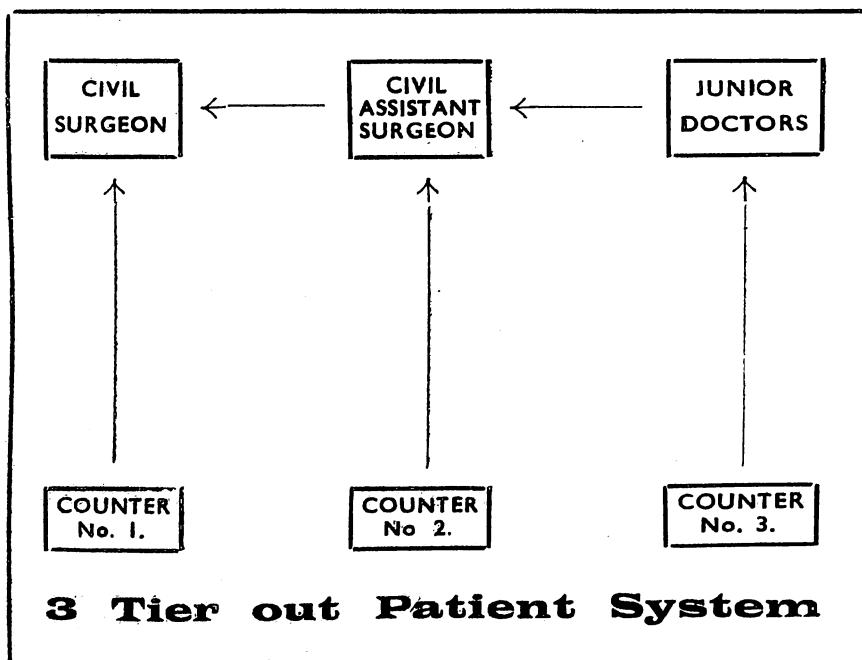 CIVIL
SURGEON
CIVIL
ASSISTANT
SURGEON
JUNIOR
DOCTORS
COUNTER
No. 1.
COUNTER
No 2.
COUNTER
No. 3.
3 Tier out Patient System